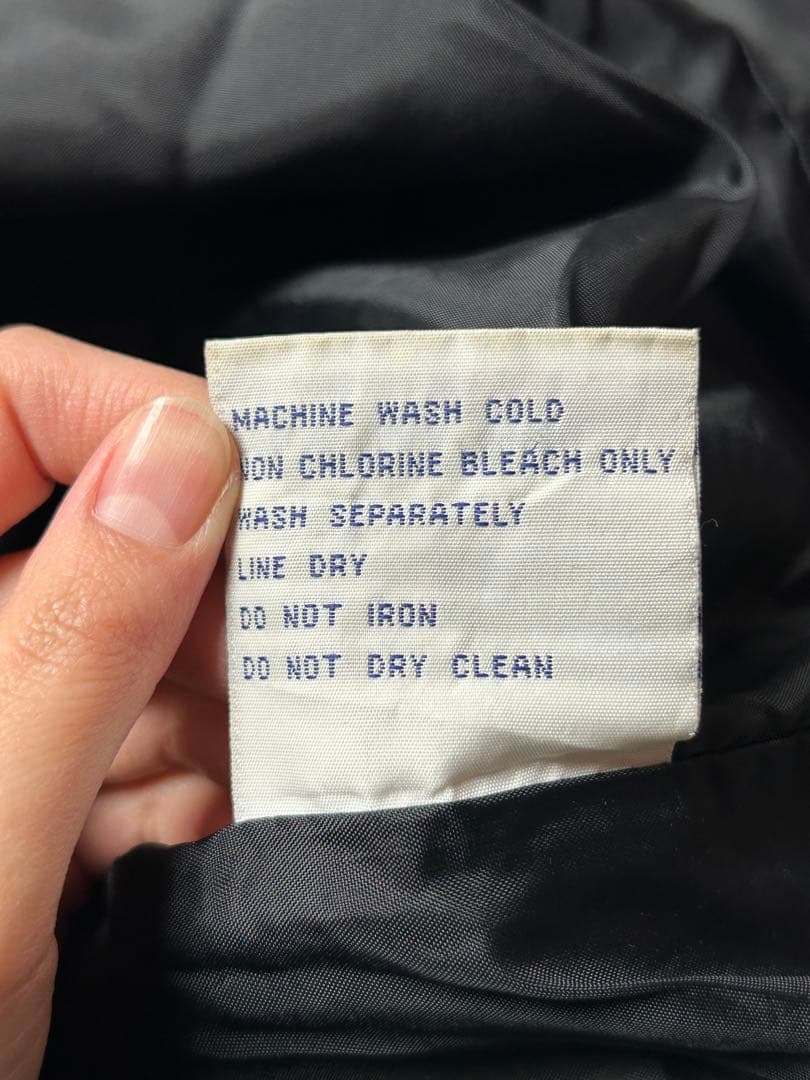 MACHINE WASH COLD
NON CHLORINE BLEACH ONLY
WASH SEPARATELY
LINE DRY
DO NOT IRON
DO NOT DRY CLEAN